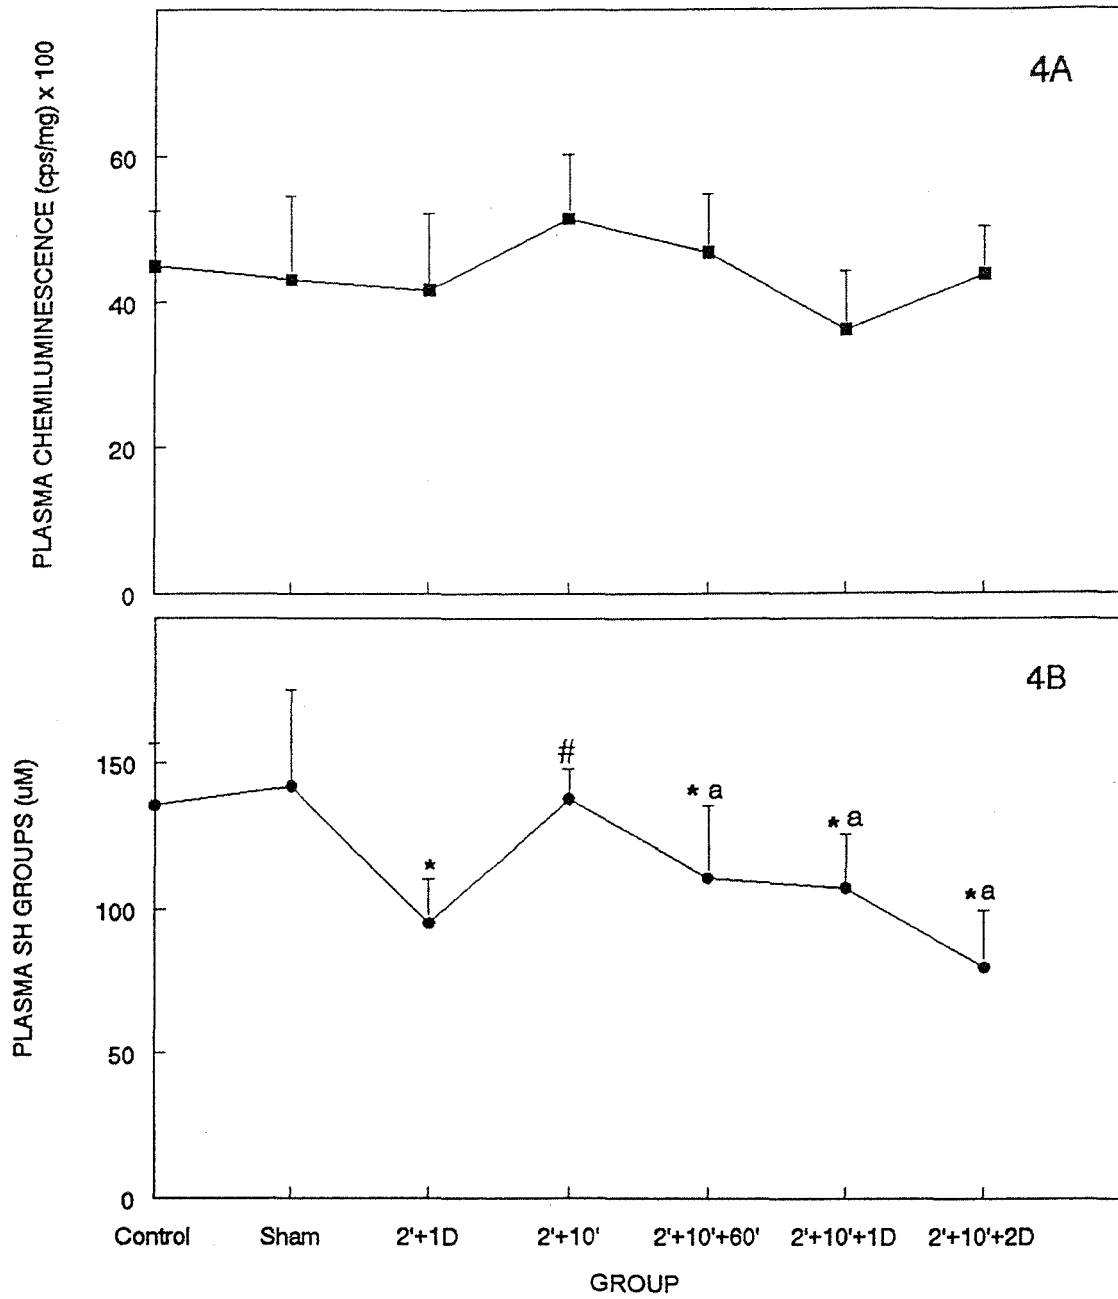 4A
PLASMA CHEMILUMINESCENCE (cps/mg) x 100
60
40
20
0
4B
PLASMA SH GROUPS (uM)
150
100
50
0
*
#
* a
* a
* a
Control Sham 2'+1D 2'+10' 2'+10'+60' 2'+10'+1D 2'+10'+2D
GROUP